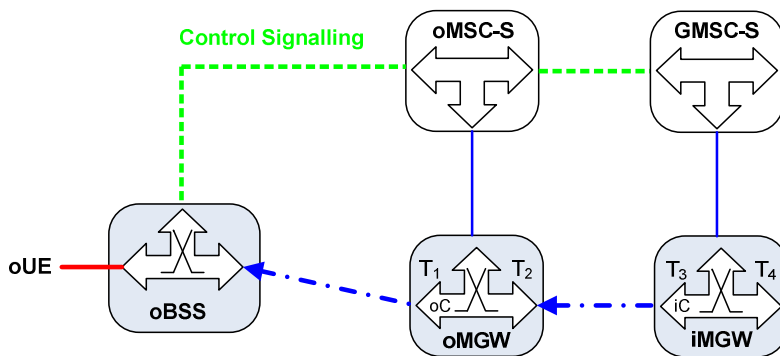 oMSC-S
GMSC-S
Control Signalling
oUE
oBSS
T1
T2
oC
oMGW
T3
T4
iC
iMGW